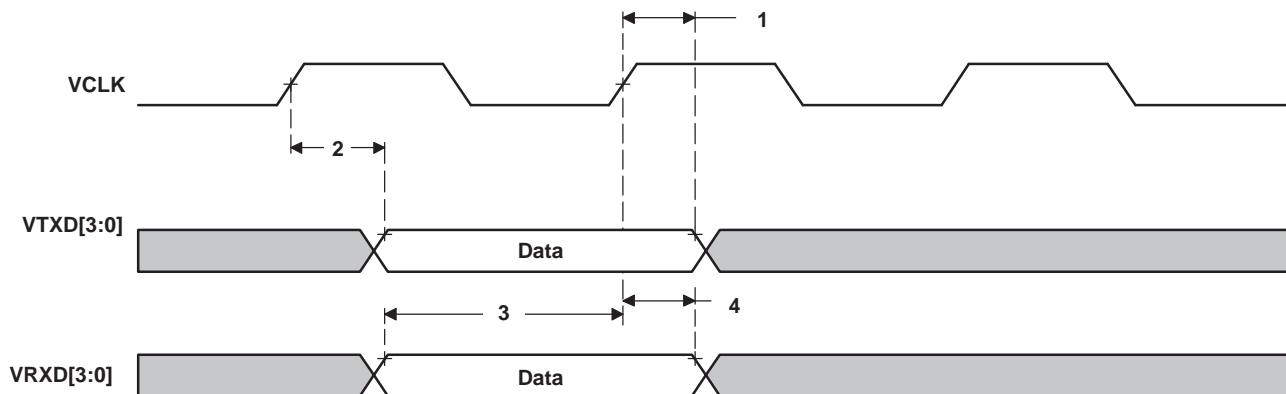 1
VCLK
2
VTXD[3:0]
Data
3
4
VRXD[3:0]
Data